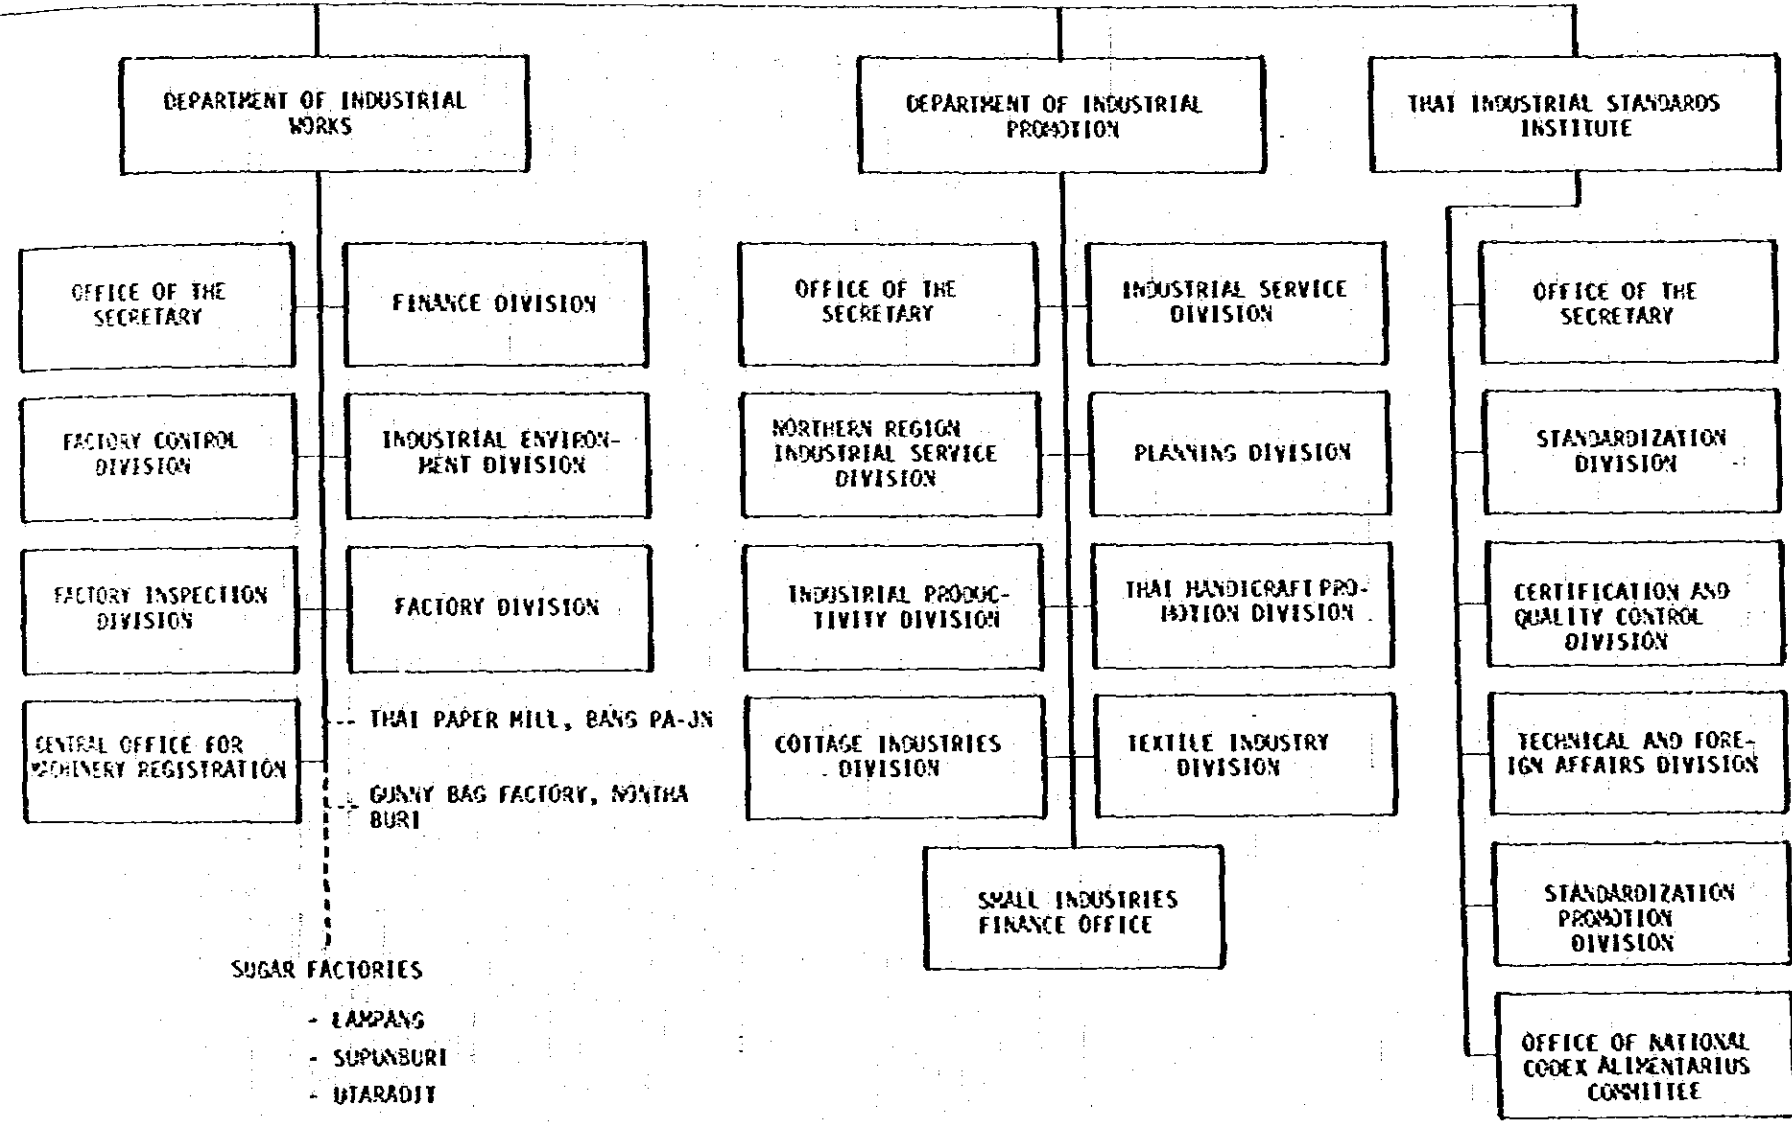 DEPARTMENT OF INDUSTRIAL
WORKS
DEPARTMENT OF INDUSTRIAL
PROMOTION
THAI INDUSTRIAL STANDARDS
INSTITUTE
OFFICE OF THE
SECRETARY
FINANCE DIVISION
FACTORY CONTROL
DIVISION
INDUSTRIAL ENVIRON-
MENT DIVISION
FACTORY INSPECTION
DIVISION
FACTORY DIVISION
CENTRAL OFFICE FOR
MACHINERY REGISTRATION
THAI PAPER MILL, BANG PA-IN
GUNNY BAG FACTORY, NONTHA
BURI
SUGAR FACTORIES
- LAMPANG
- SUPUNBURI
- UTARADIT
OFFICE OF THE
SECRETARY
INDUSTRIAL SERVICE
DIVISION
NORTHERN REGION
INDUSTRIAL SERVICE
DIVISION
PLANNING DIVISION
INDUSTRIAL PRODUC-
TIVITY DIVISION
THAI HANDICRAFT PRO-
MOTION DIVISION
COTTAGE INDUSTRIES
DIVISION
TEXTILE INDUSTRY
DIVISION
SMALL INDUSTRIES
FINANCE OFFICE
OFFICE OF THE
SECRETARY
STANDARDIZATION
DIVISION
CERTIFICATION AND
QUALITY CONTROL
DIVISION
TECHNICAL AND FORE-
IGN AFFAIRS DIVISION
STANDARDIZATION
PROMOTION
DIVISION
OFFICE OF NATIONAL
CODEX ALIMENTARIUS
COMMITTEE